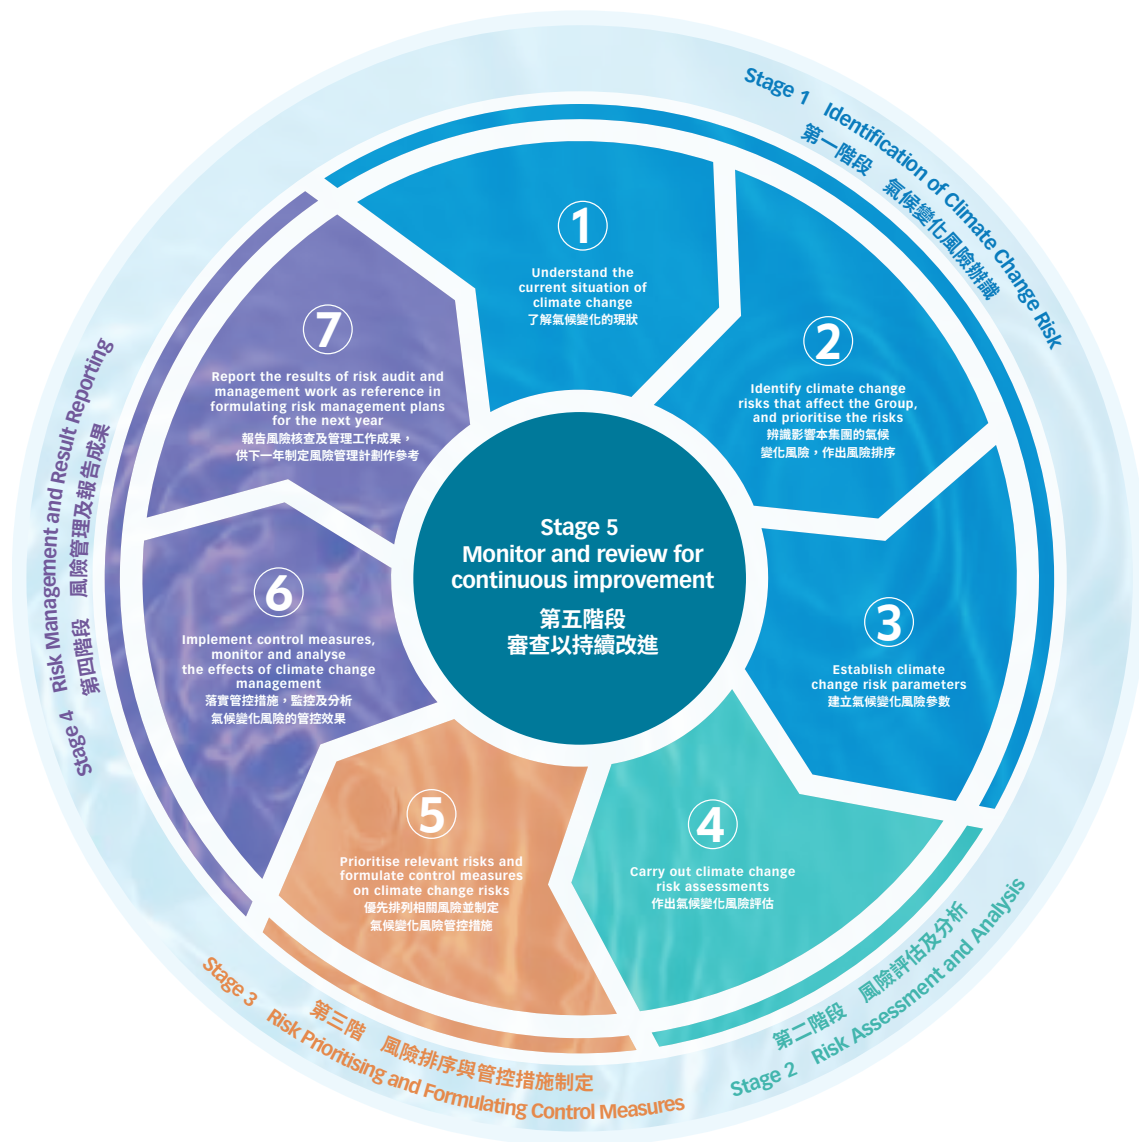 Stage 1 Identification of Climate Change Risk
第一階段 氣候變化風險辦識
1
Understand the
current situation of
climate change
了解氣候變化的現狀
2
Identify climate change
risks that affect the Group,
and prioritise the risks
辨識影響本集團的氣候
變化風險，作出風險排序
3
Establish climate
change risk parameters
建立氣候變化風險參數
第二階段 風險評估及分析
Stage 2 Risk Assessment and Analysis
4
Carry out climate change
risk assessments
作出氣候變化風險評估
第三階 風險排序與管控措施制定
Stage 3 Risk Prioritising and Formulating Control Measures
5
Prioritise relevant risks and
formulate control measures
on climate change risks
優先排列相關風險並制定
氣候變化風險管控措施
Stage 4 Risk Management and Result Reporting
第四階段 風險管理及報告成果
6
Implement control measures,
monitor and analyse
the effects of climate change
management
落實管控措施，監控及分析
氣候變化風險的管控效果
7
Report the results of risk audit and
management work as reference in
formulating risk management plans
for the next year
報告風險核查及管理工作成果，
供下一年制定風險管理計劃作參考
Stage 5
Monitor and review for
continuous improvement
第五階段
審查以持續改進